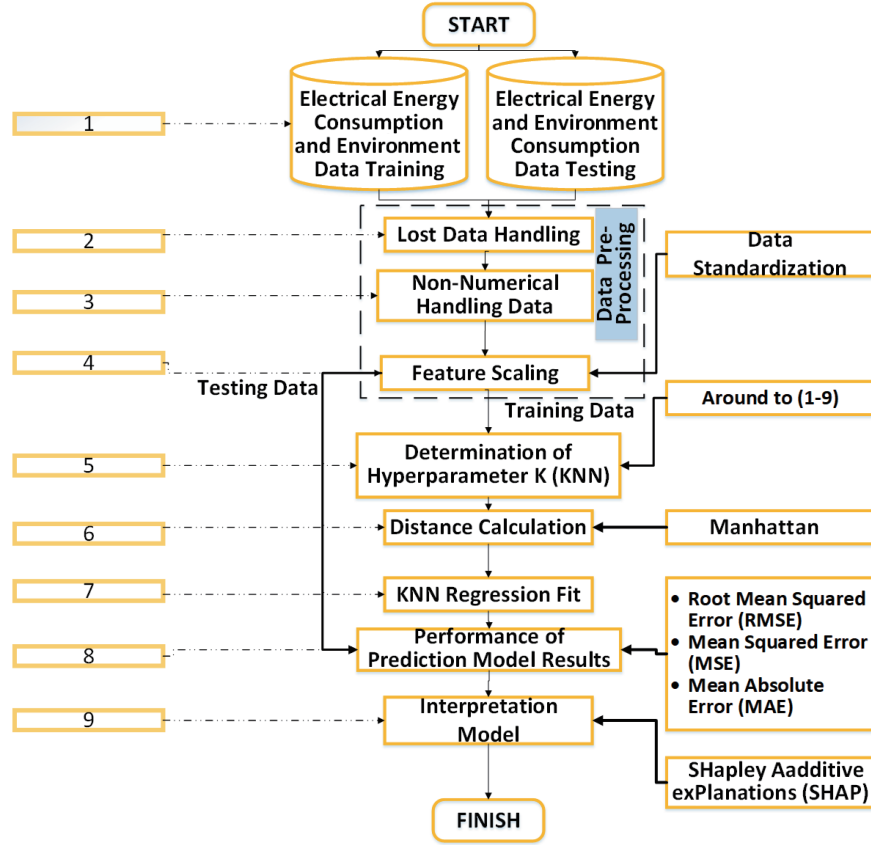 START
Electrical Energy
Consumption
and Environment
Data Training
Electrical Energy
and Environment
Consumption
Data Testing
1
2
Lost Data Handling
Data Pre-
Processing
Data
Standardization
3
Non-Numerical
Handling Data
4
Testing Data
Feature Scaling
Training Data
Around to (1-9)
5
Determination of
Hyperparameter K (KNN)
6
Distance Calculation
Manhattan
7
KNN Regression Fit
• Root Mean Squared
Error (RMSE)
• Mean Squared Error
(MSE)
• Mean Absolute
Error (MAE)
8
Performance of
Prediction Model Results
9
Interpretation
Model
SHapley Aadditive
exPlanations (SHAP)
FINISH